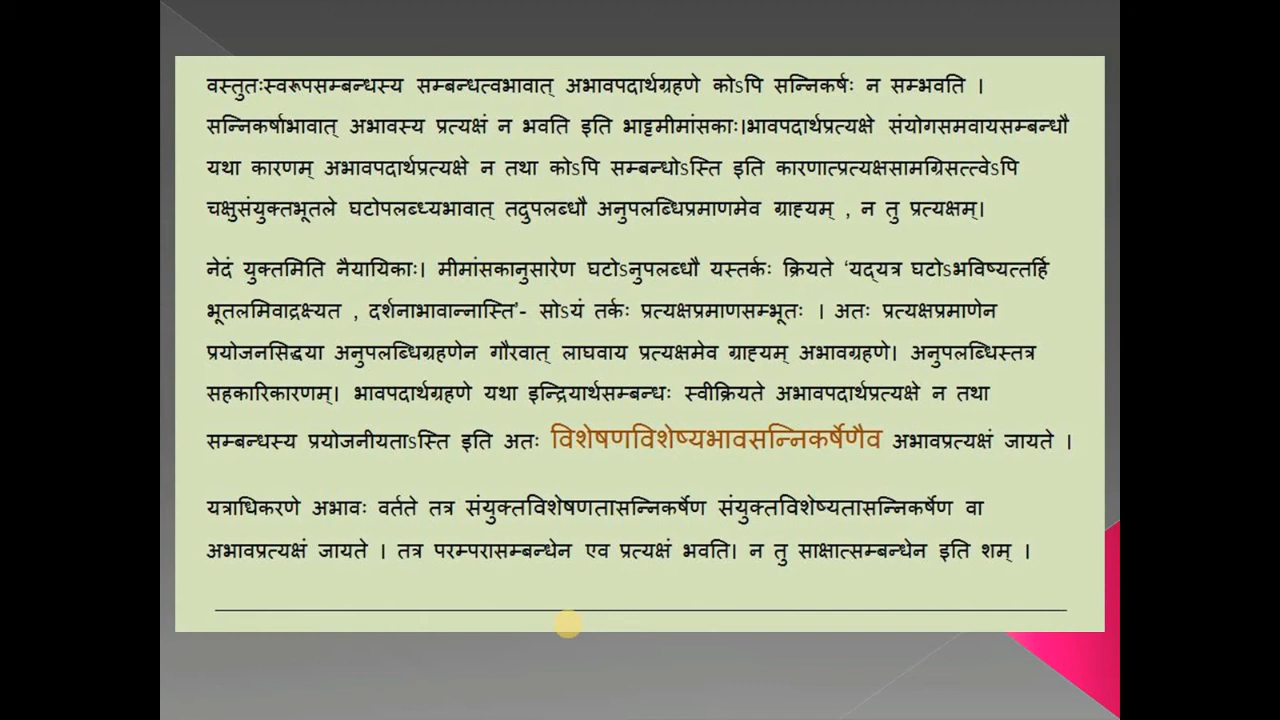 वस्तुतःस्वरूपसम्बन्धस्य सम्बन्धत्वभावात् अभावपदार्थग्रहणे कोऽपि सन्निकर्षः न सम्भवति ।
सन्निकर्षाभावात् अभावस्य प्रत्यक्षं न भवति इति भाट्टमीमांसकाः।भावपदार्थप्रत्यक्षे संयोगसमवायसम्बन्धौ
यथा कारणम् अभावपदार्थप्रत्यक्षे न तथा कोऽपि सम्बन्धोऽस्ति इति कारणात्प्रत्यक्षसामग्रिसत्त्वेऽपि
चक्षुसंयुक्तभूतले घटोपलब्ध्यभावात् तदुपलब्धौ अनुपलब्धिप्रमाणमेव ग्राह्यम् , न तु प्रत्यक्षम्।
नेदं युक्तमिति नैयायिकाः। मीमांसकानुसारेण घटोऽनुपलब्धौ यस्तर्कः क्रियते ‘यद्यत्र घटोऽभविष्यत्तर्हि
भूतलमिवाद्रक्ष्यत , दर्शनाभावान्नास्ति’- सोऽयं तर्कः प्रत्यक्षप्रमाणसम्भूतः । अतः प्रत्यक्षप्रमाणेन
प्रयोजनसिद्धया अनुपलब्धिग्रहणेन गौरवात् लाघवाय प्रत्यक्षमेव ग्राह्यम् अभावग्रहणे। अनुपलब्धिस्तत्र
सहकारिकारणम्। भावपदार्थग्रहणे यथा इन्द्रियार्थसम्बन्धः स्वीक्रियते अभावपदार्थप्रत्यक्षे न तथा
सम्बन्धस्य प्रयोजनीयताऽस्ति इति अतः विशेषणविशेष्यभावसन्निकर्षेणैव अभावप्रत्यक्षं जायते ।
यत्राधिकरणे अभावः वर्तते तत्र संयुक्तविशेषणतासन्निकर्षेण संयुक्तविशेष्यतासन्निकर्षेण वा
अभावप्रत्यक्षं जायते । तत्र परम्परासम्बन्धेन एव प्रत्यक्षं भवति। न तु साक्षात्सम्बन्धेन इति शम् ।